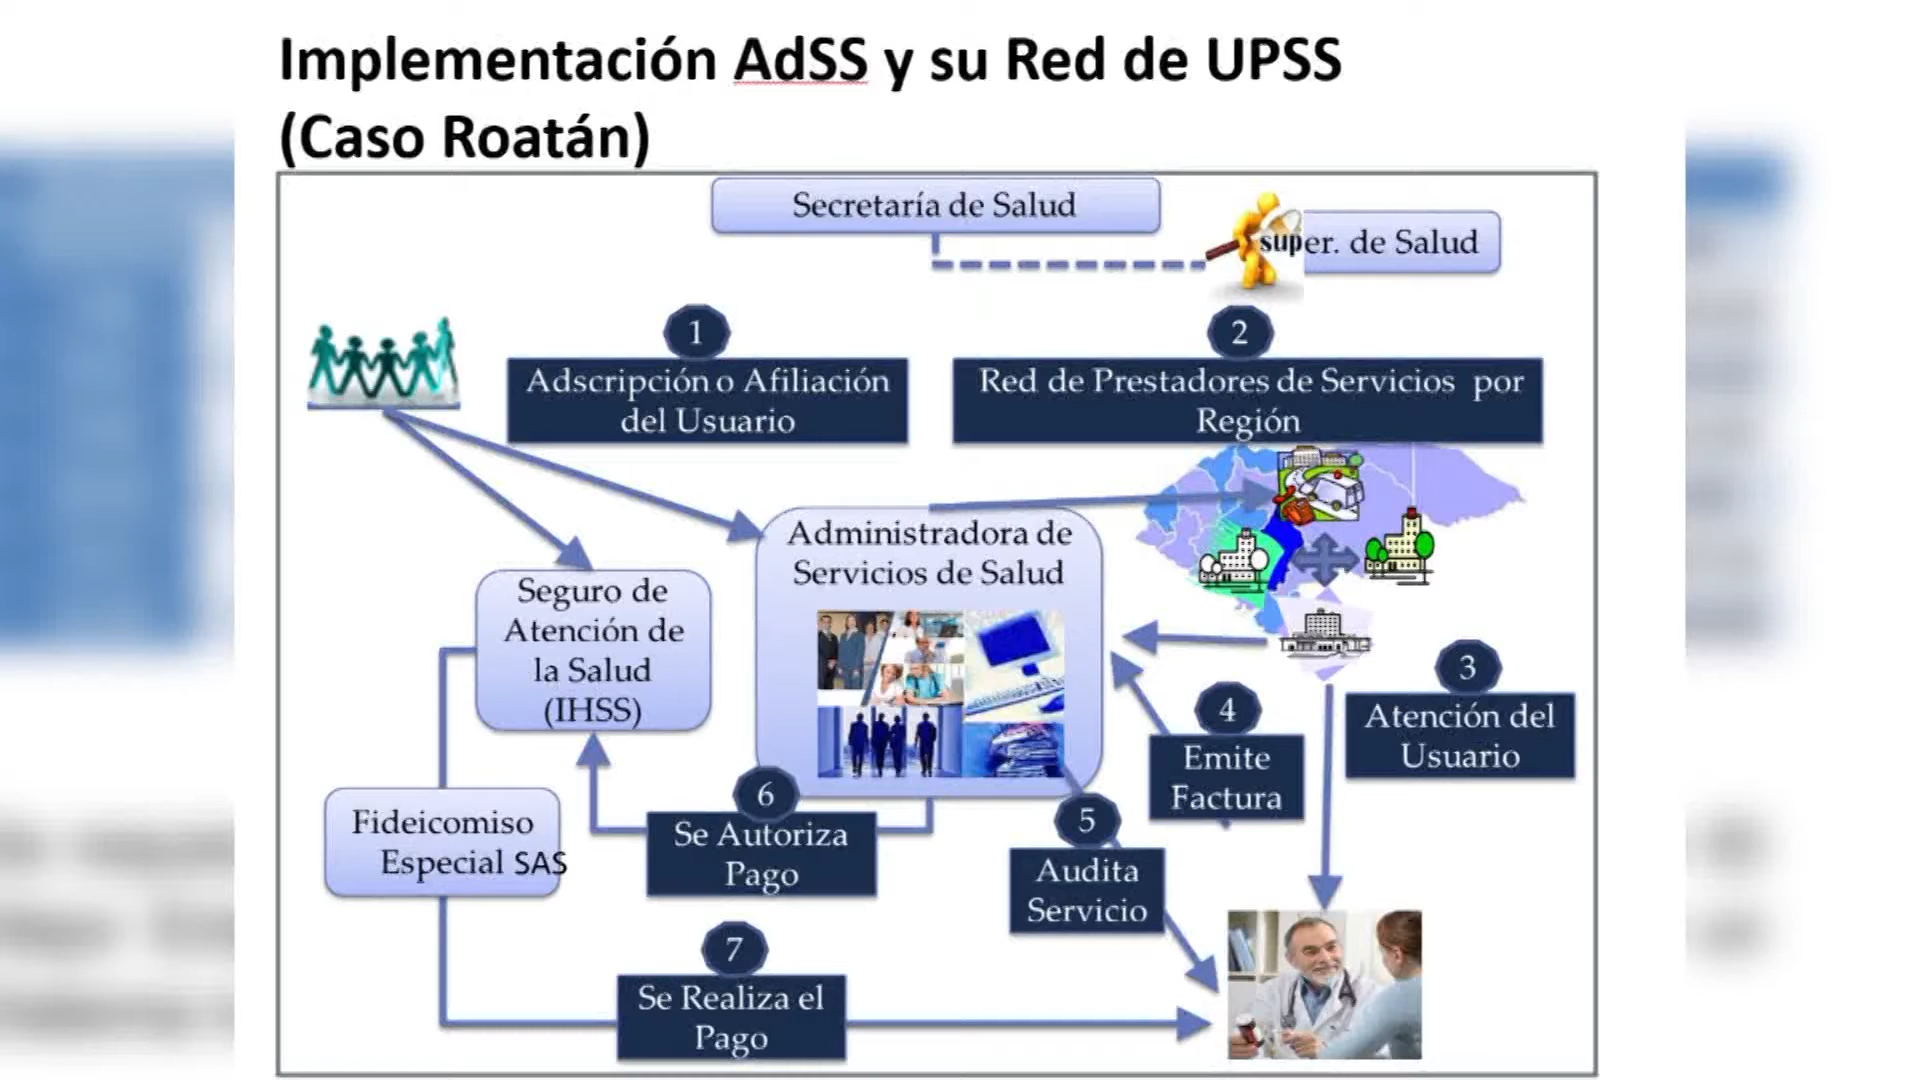 Implementación AdSS y su Red de UPSS
(Caso Roatán)
Secretaría de Salud
super. de Salud
1
Adscripción o Afiliación
del Usuario
2
Red de Prestadores de Servicios por
Región
Administradora de
Servicios de Salud
Seguro de
Atención de
la Salud
(IHSS)
3
Atención del
Usuario
4
Emite
Factura
5
Audita
Servicio
6
Se Autoriza
Pago
Fideicomiso
Especial SAS
7
Se Realiza el
Pago